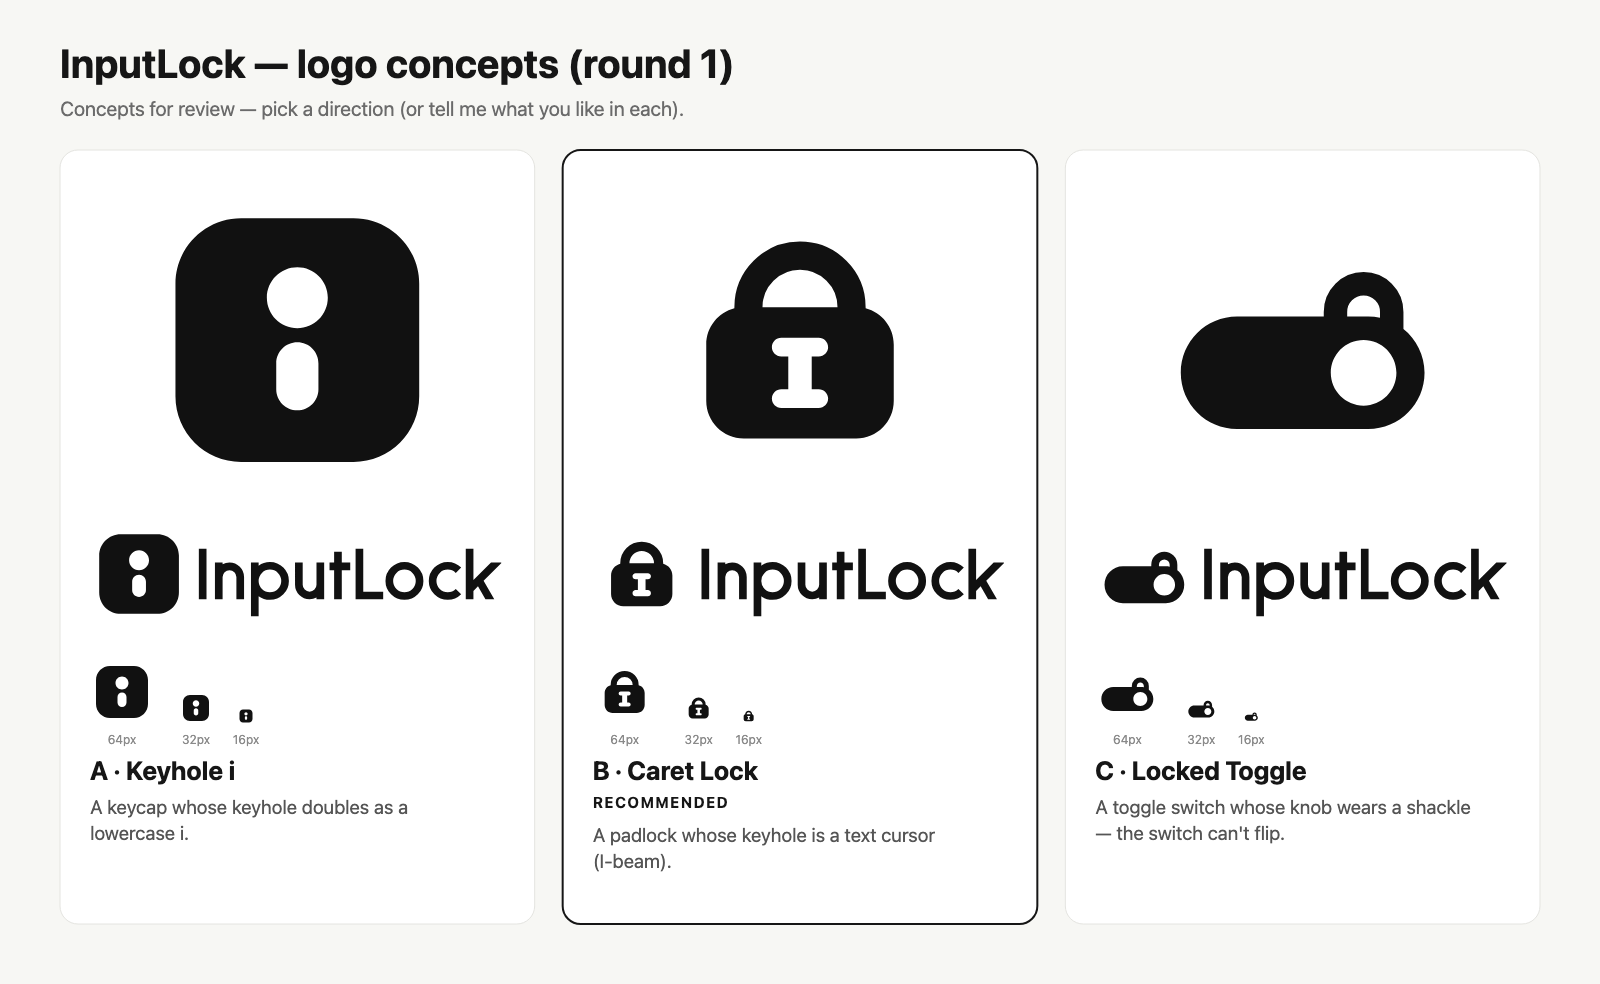 InputLock — logo concepts (round 1)
Concepts for review — pick a direction (or tell me what you like in each).
i
InputLock
64px 32px 16px
A · Keyhole i
A keycap whose keyhole doubles as a
lowercase i.
I
InputLock
64px 32px 16px
B · Caret Lock
RECOMMENDED
A padlock whose keyhole is a text cursor
(I-beam).
InputLock
64px 32px 16px
C · Locked Toggle
A toggle switch whose knob wears a shackle
— the switch can't flip.